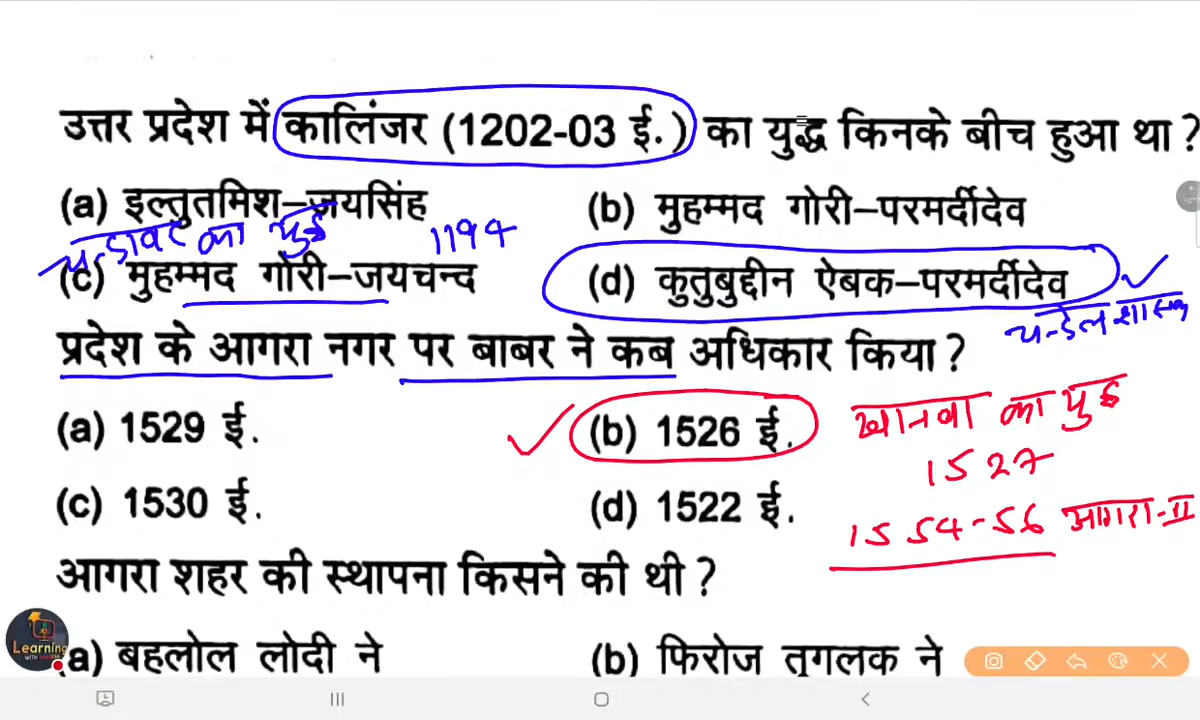 उत्तर प्रदेश में कालिंजर (1202-03 ई.) का युद्ध किनके बीच हुआ था?
(a) इल्तुतमिश–जयसिंह
(b) मुहम्मद गोरी–परमर्दीदेव
चन्डावर का युद्ध 1194
(c) मुहम्मद गोरी–जयचन्द
(d) कुतुबुद्दीन ऐबक–परमर्दीदेव
चन्देल शासक
प्रदेश के आगरा नगर पर बाबर ने कब अधिकार किया?
(a) 1529 ई.
(b) 1526 ई.
खानवा का युद्ध
1527
(c) 1530 ई.
(d) 1522 ई.
1554-56 आगरा-II
आगरा शहर की स्थापना किसने की थी?
(a) बहलोल लोदी ने
(b) फिरोज तुगलक ने
Learning